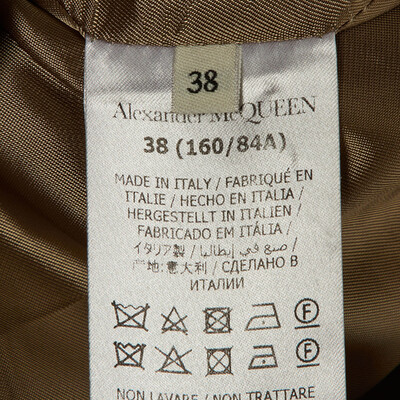 38
Alexander McQUEEN
38 (160/84A)
MADE IN ITALY / FABRIQUÉ EN
ITALIE / HECHO EN ITALIA /
HERGESTELLT IN ITALIEN /
FABRICADO EM ITÁLIA /
イタリア製 / صنع في إيطاليا /
产地:意大利 / СДЕЛАНО В
ИТАЛИИ
F
F
NON LAVARE / NON TRATTARE